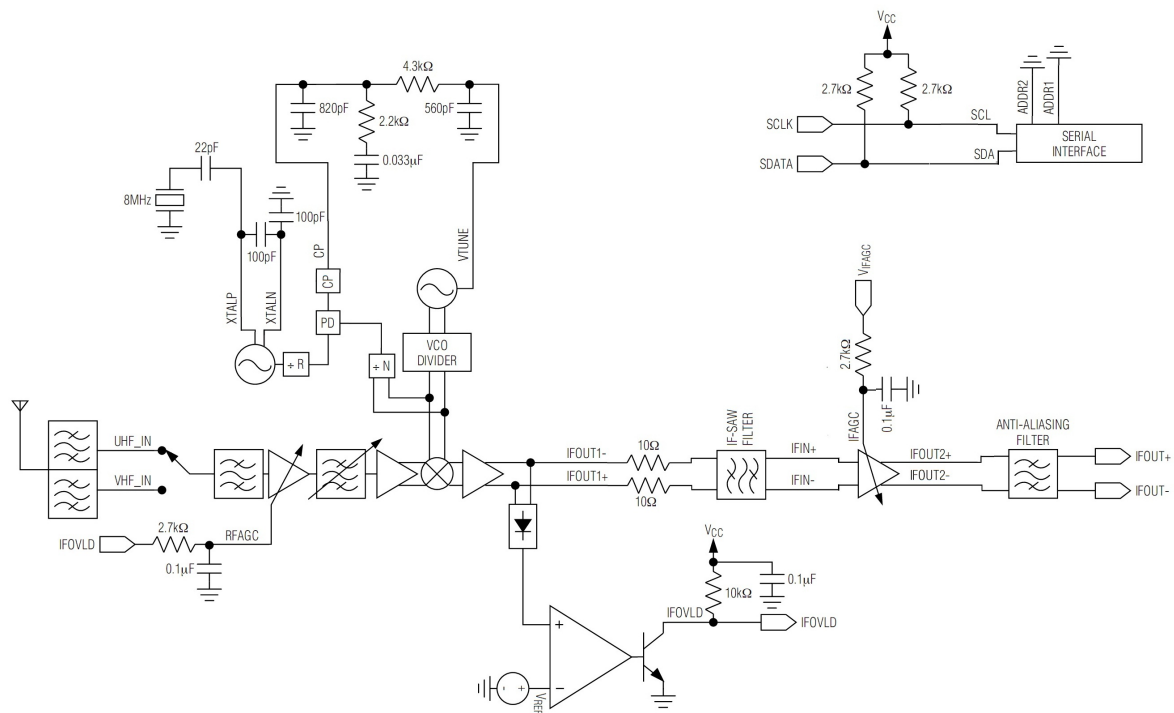 4.3kΩ
820pF
2.2kΩ
560pF
0.033µF
22pF
8MHz
100pF
100pF
XTALP
XTALN
CP
VTUNE
CP
PD
÷ R
÷ N
VCO
DIVIDER
VCC
2.7kΩ
2.7kΩ
ADDR2
ADDR1
SCLK
SCL
SDATA
SDA
SERIAL
INTERFACE
VIFAGC
2.7kΩ
0.1µF
IFAGC
UHF_IN
VHF_IN
IFOVLD
2.7kΩ
RFAGC
0.1µF
IFOUT1-
IFOUT1+
10Ω
10Ω
IF-SAW
FILTER
IFIN+
IFIN-
IFOUT2+
IFOUT2-
ANTI-ALIASING
FILTER
IFOUT+
IFOUT-
VCC
0.1µF
10kΩ
IFOVLD
IFOVLD
+
−
- +
VREF